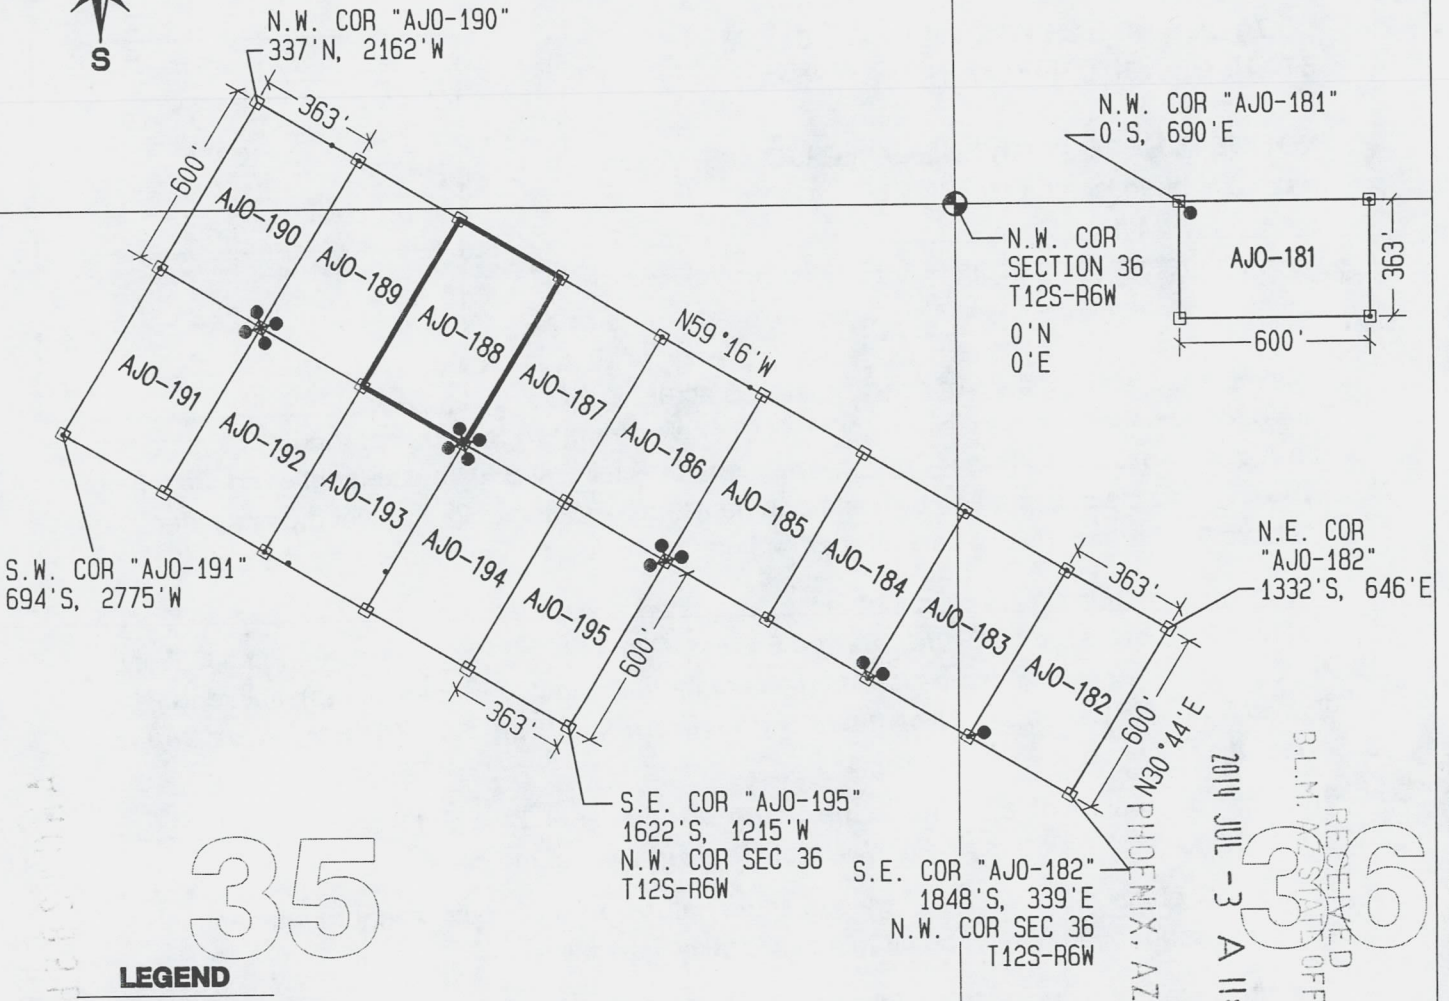 S
N.W. COR "AJO-190"
337'N, 2162'W
363'
600'
AJO-190
AJO-189
AJO-188
AJO-187
AJO-186
AJO-185
AJO-184
AJO-183
AJO-182
AJO-191
AJO-192
AJO-193
AJO-194
AJO-195
N59°16'W
N.W. COR "AJO-181"
0'S, 690'E
AJO-181
363'
600'
N.W. COR
SECTION 36
T12S-R6W
0'N
0'E
N.E. COR
"AJO-182"
1332'S, 646'E
363'
600'
N30°44'E
S.W. COR "AJO-191"
694'S, 2775'W
600'
363'
S.E. COR "AJO-195"
1622'S, 1215'W
N.W. COR SEC 36
T12S-R6W
S.E. COR "AJO-182"
1848'S, 339'E
N.W. COR SEC 36
T12S-R6W
35
36
RECEIVED
B.L.M. AZ STATE OFF
2014 JUL -3 A
PHOENIX, AZ
LEGEND